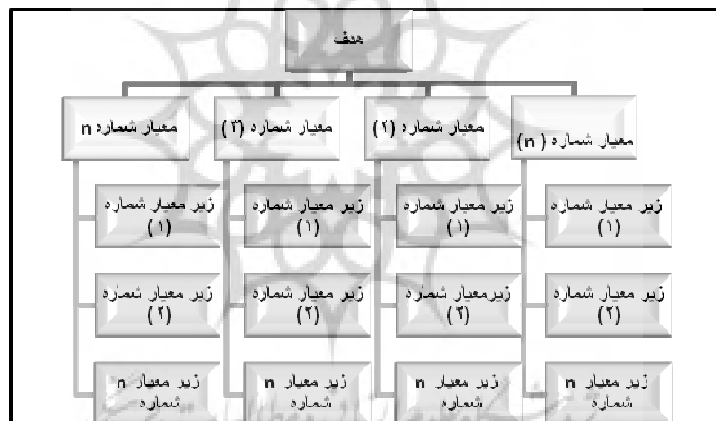 هدف
معیار شماره (n)
معیار شماره (۲)
معیار شماره (۳)
معیار شماره n
زیر معیار شماره
(۱)
زیر معیار شماره
(۱)
زیر معیار شماره
(۱)
زیر معیار شماره
(۱)
زیر معیار شماره
(۲)
زیرمعیار شماره
(۳)
زیر معیار شماره
(۲)
زیر معیار شماره
(۲)
زیر معیار n
شماره
زیر معیار n
شماره
زیر معیار n
شماره
زیر معیار n
شماره